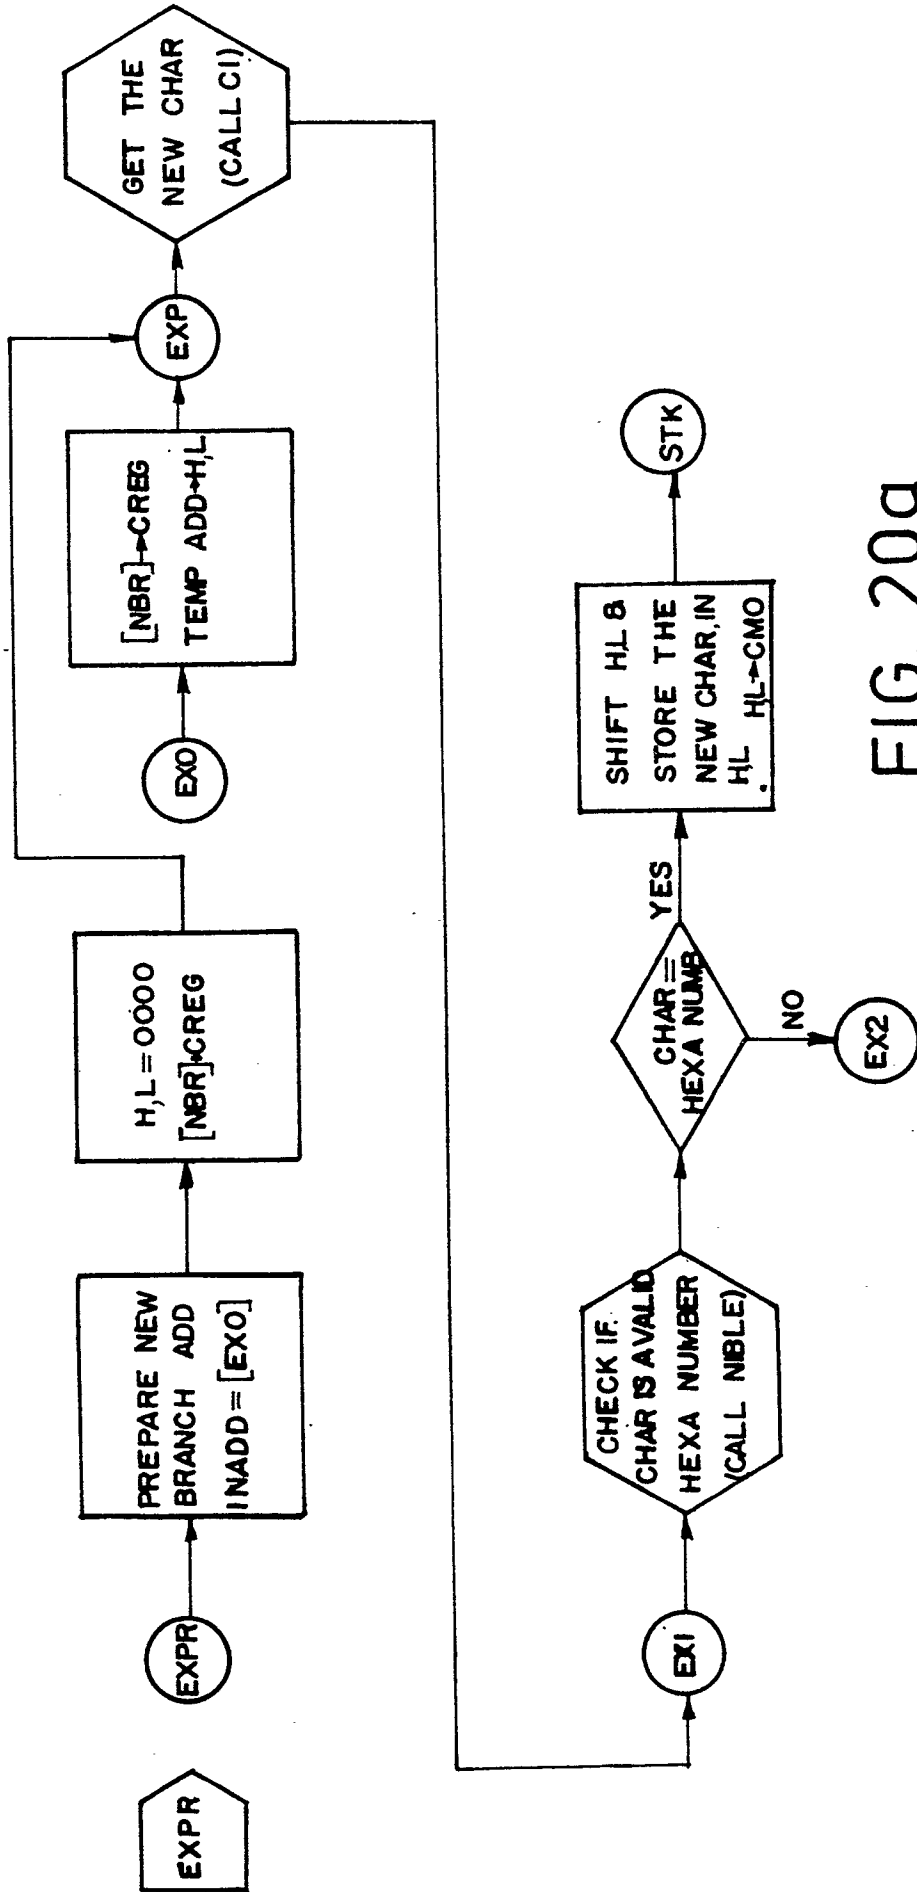 EXPR
EXPR
PREPARE NEW
BRANCH ADD
INADD=[EXO]
H,L=0000
[NBR]→CREG
EXO
[NBR]→CREG
TEMP ADD→H,L
EXP
GET THE
NEW CHAR
(CALL CI)
EX1
CHECK IF
CHAR IS A VALID
HEXA NUMBER
(CALL NIBLE)
CHAR=
HEXA NUMB
YES
NO
EX2
SHIFT H,L &
STORE THE
NEW CHAR, IN
H,L H,L→CMO
STK
FIG. 20a